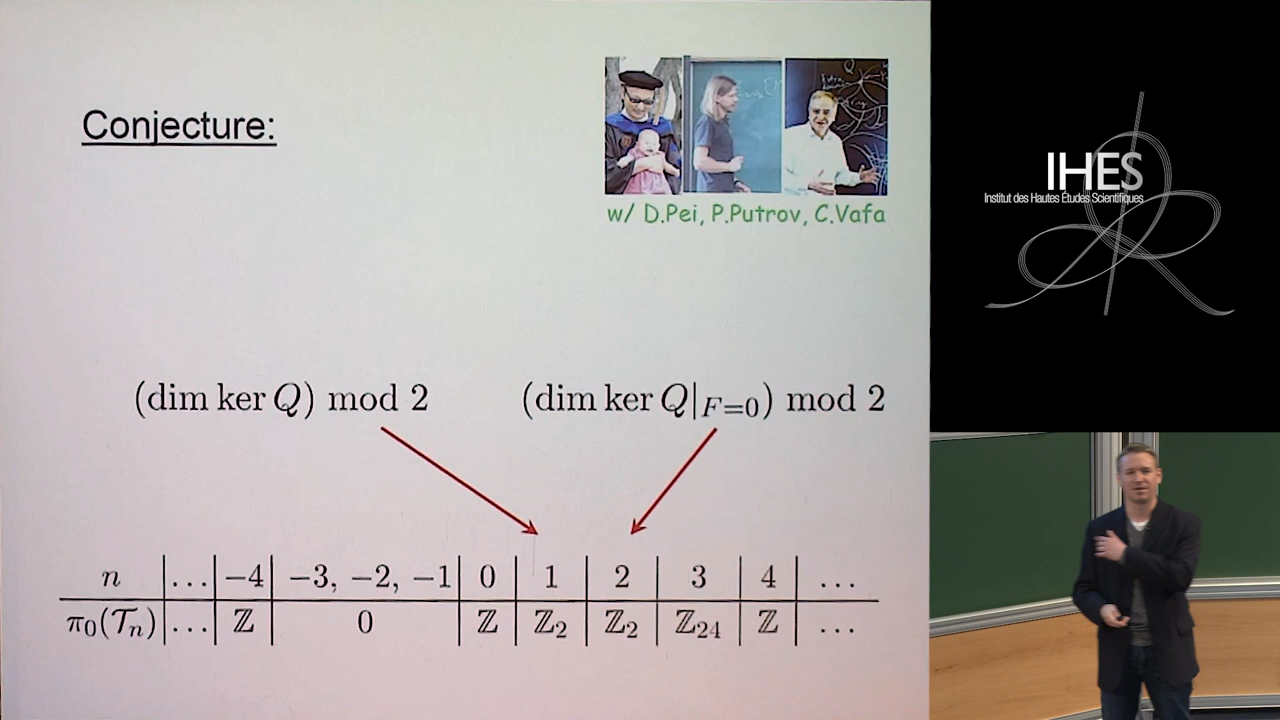 Conjecture:
w/ D.Pei, P.Putrov, C.Vafa
(dim ker Q) mod 2
(dim ker Q|_{F=0}) mod 2
n | … | −4 | −3, −2, −1 | 0 | 1 | 2 | 3 | 4 | …
π₀(𝒯ₙ) | … | ℤ | 0 | ℤ | ℤ₂ | ℤ₂ | ℤ₂₄ | ℤ | …
IHES
Institut des Hautes Études Scientifiques